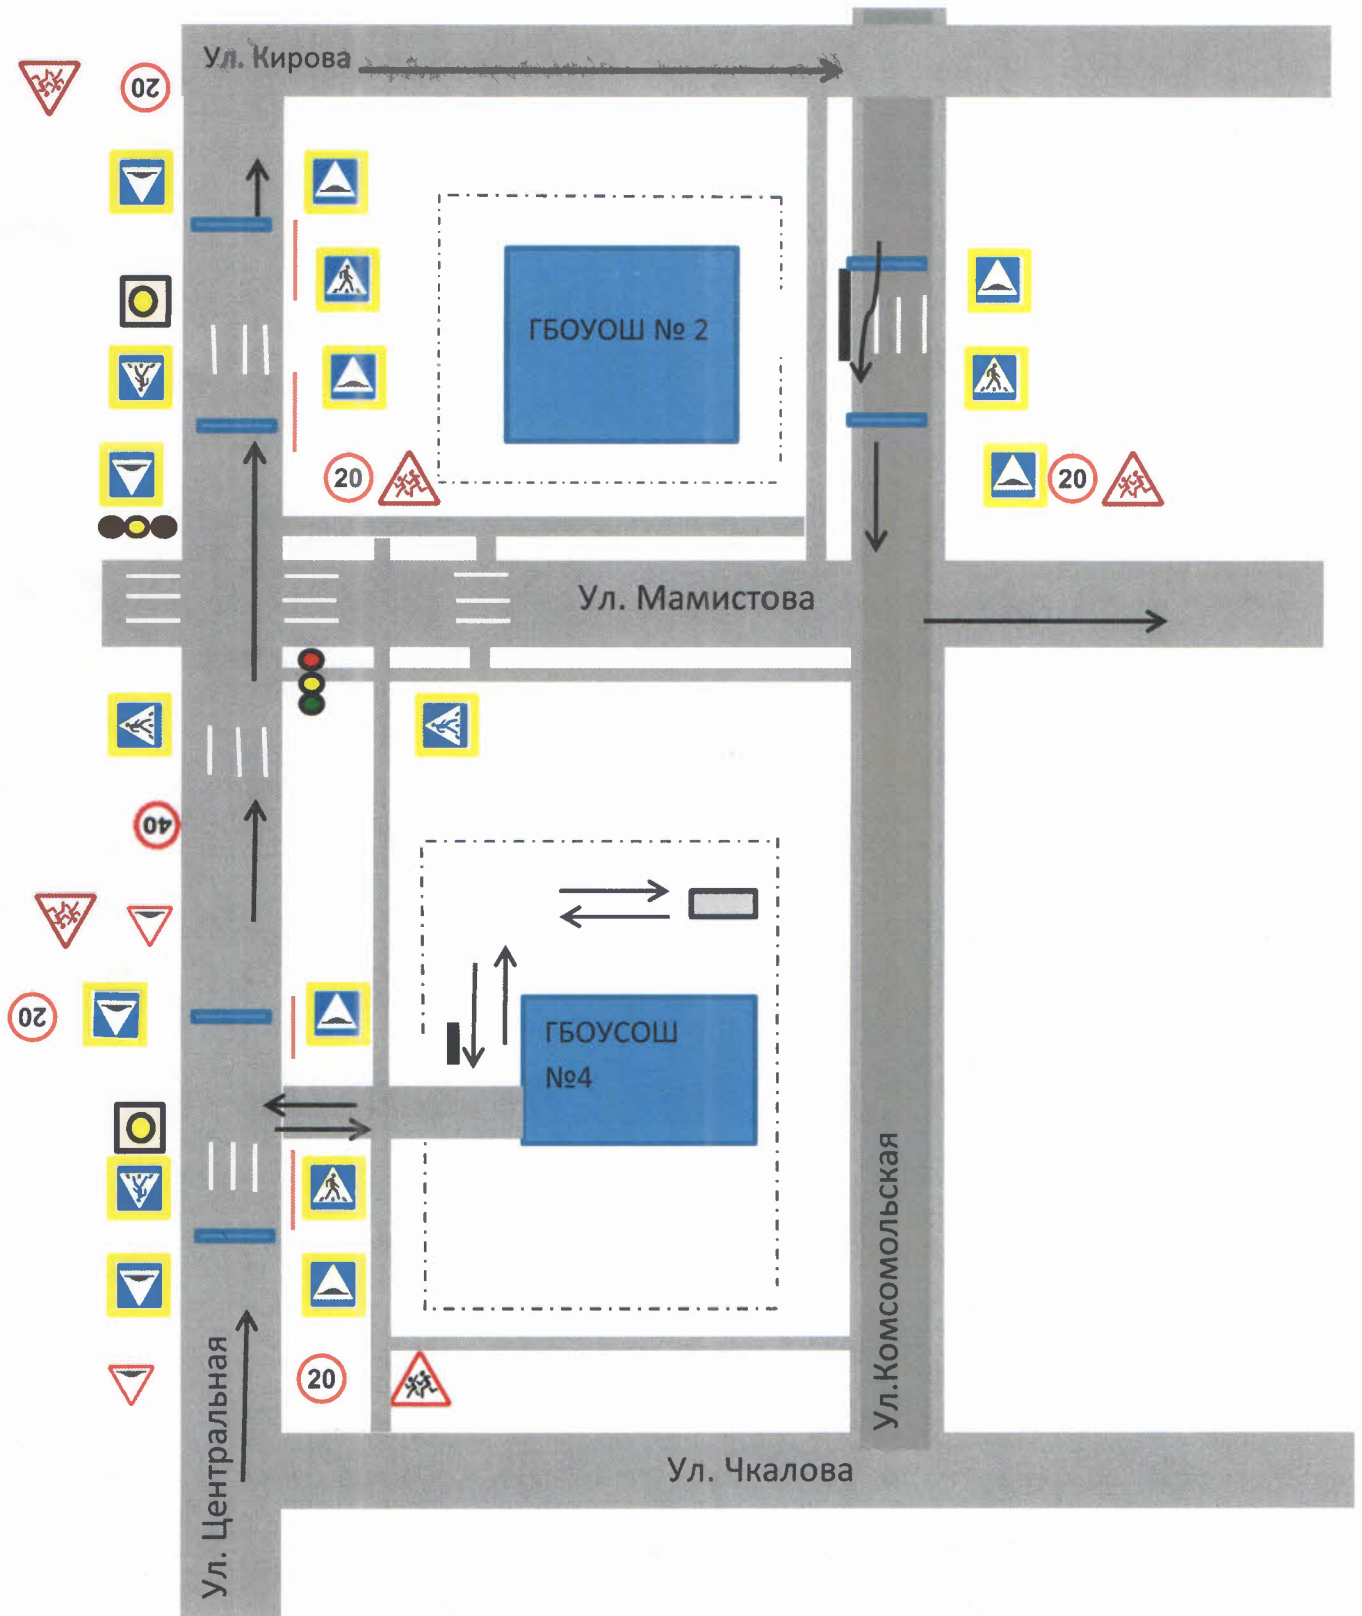 Ул. Кирова
20
ГБОУОШ № 2
20
20
Ул. Мамистова
40
20
ГБОУСОШ
№4
20
Ул.Комсомольская
Ул. Центральная
Ул. Чкалова